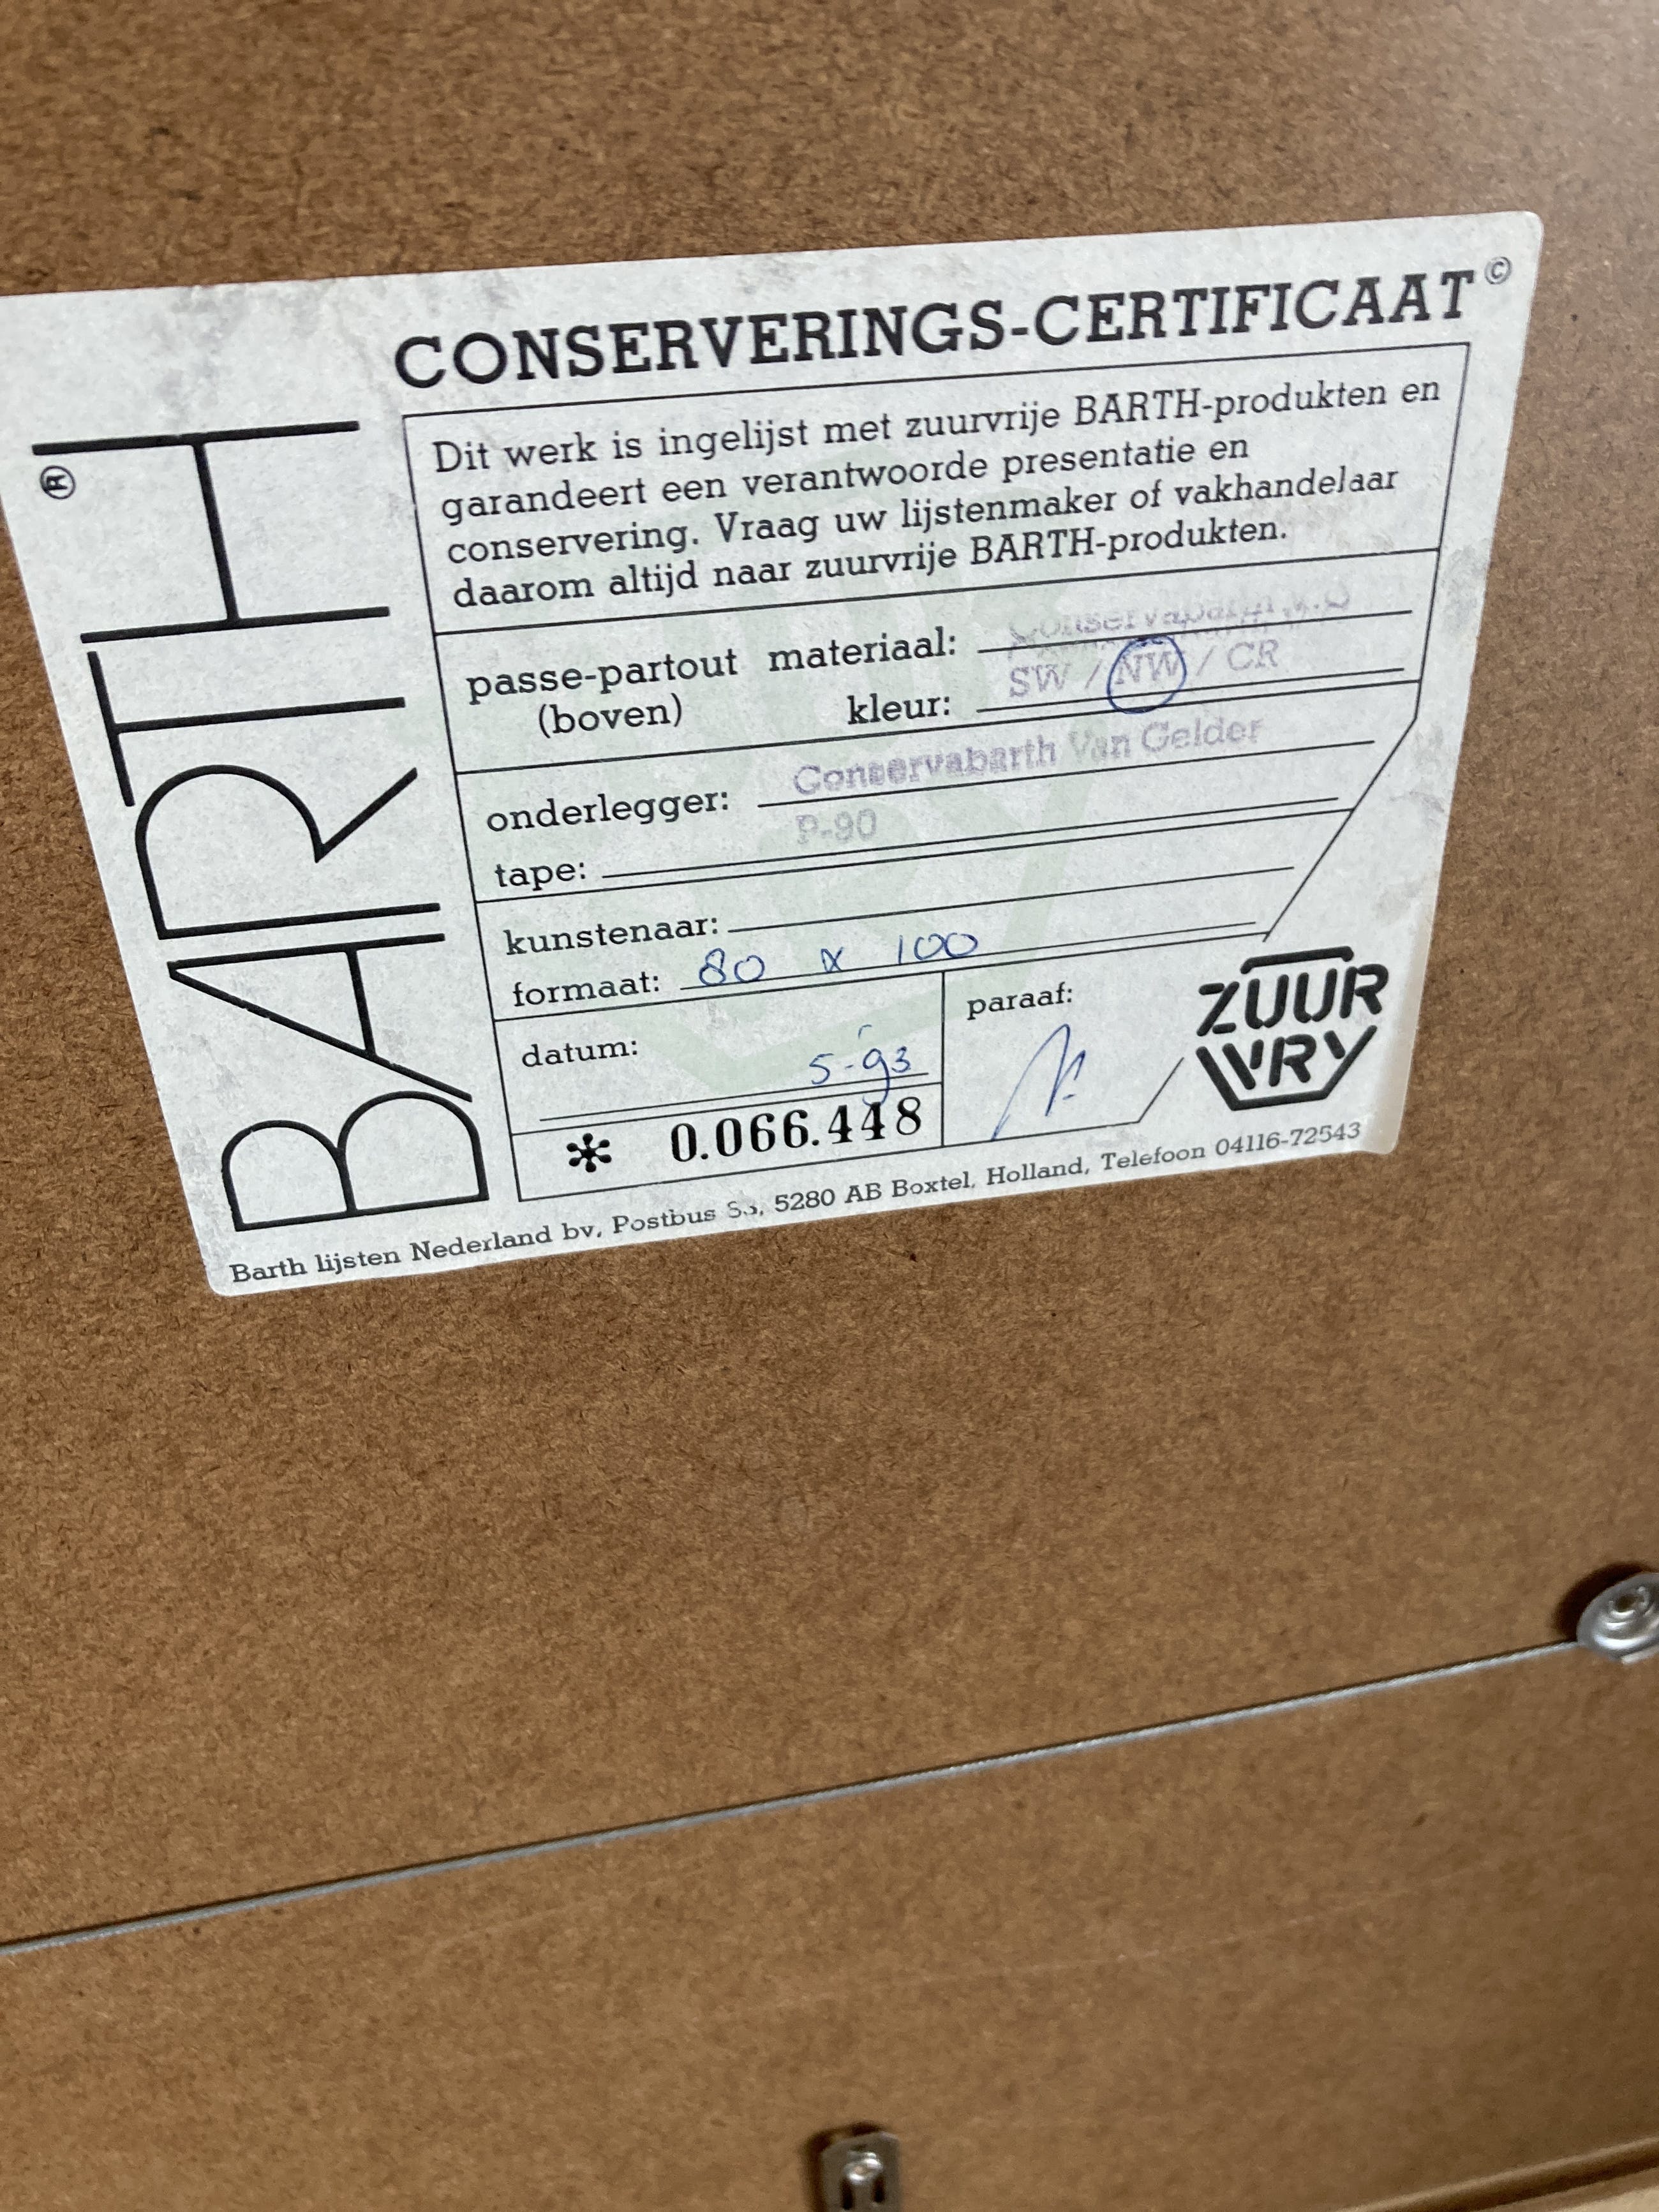 BARTH®
CONSERVERINGS-CERTIFICAAT©
Dit werk is ingelijst met zuurvrije BARTH-produkten en
garandeert een verantwoorde presentatie en
conservering. Vraag uw lijstenmaker of vakhandelaar
daarom altijd naar zuurvrije BARTH-produkten.
passe-partout materiaal: Conservabarth
(boven) kleur: SW / NW / CR
onderlegger: Conservabarth Van Gelder
tape: P-90
kunstenaar:
formaat: 80 x 100
datum: 5-93
paraaf:
* 0.066.448
ZUUR
VRY
Barth lijsten Nederland bv, Postbus 5280 AB Boxtel, Holland, Telefoon 04116-72543